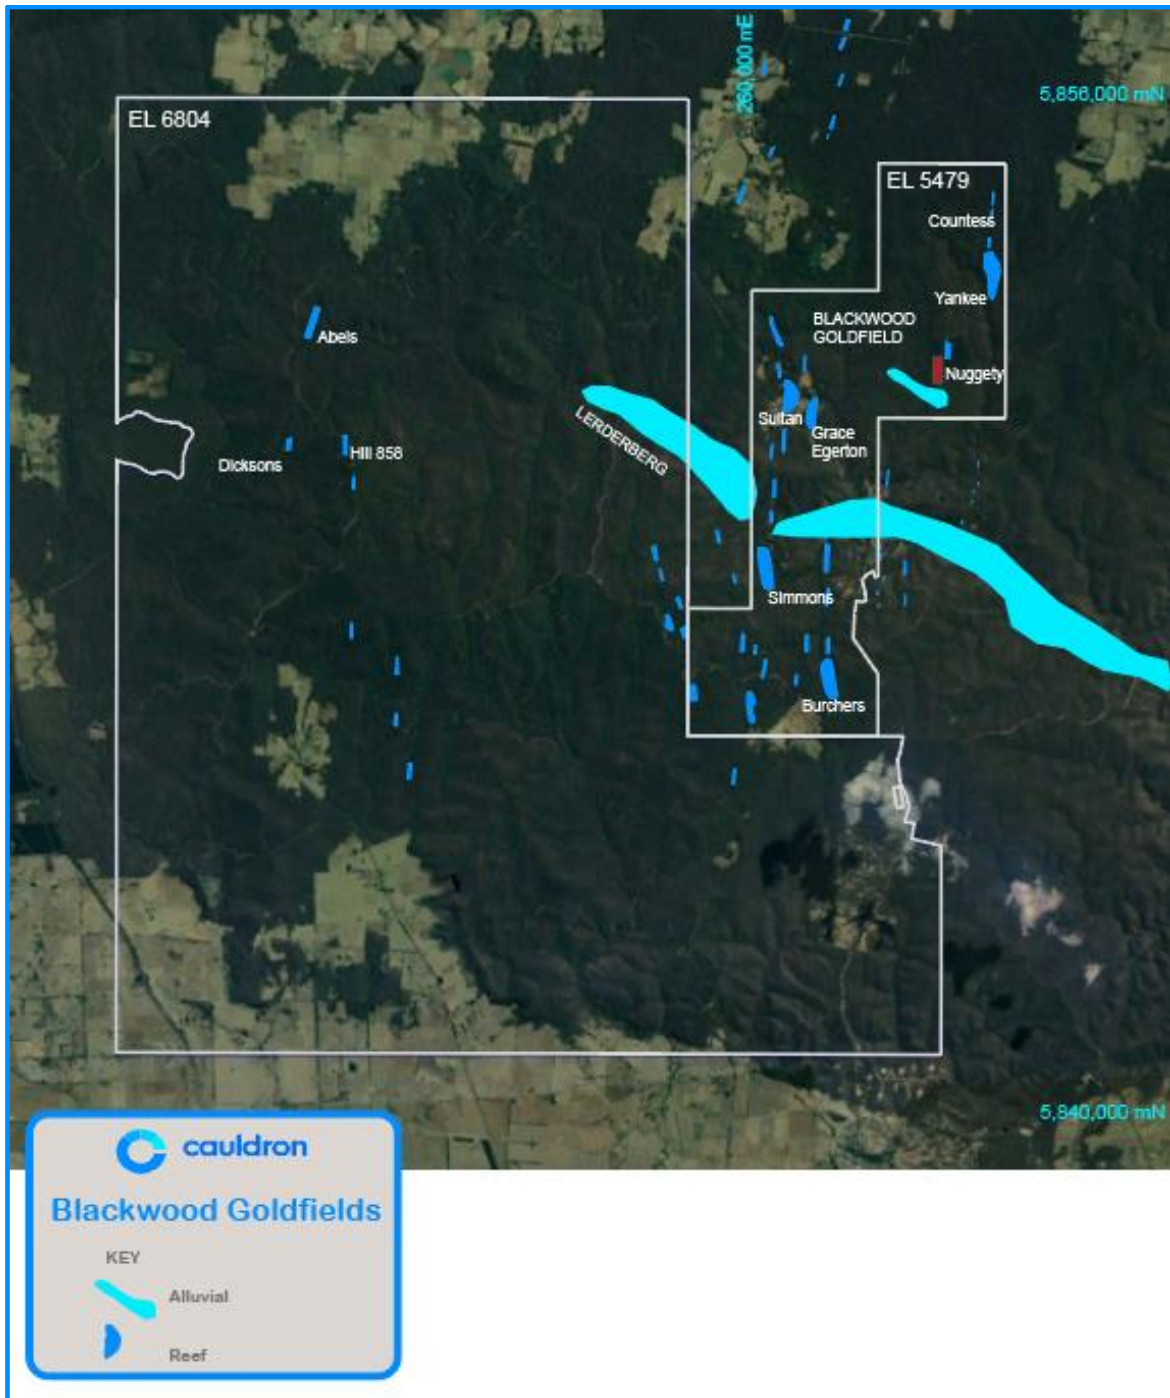 260,000 mE
5,856,000 mN
EL 6804
EL 5479
Countess
Yankee
BLACKWOOD
GOLDFIELD
Abels
Nuggety
LERDERBERG
Sultan
Grace
Egerton
Dicksons
Hill 858
Simmons
Burchers
5,840,000 mN
cauldron
Blackwood Goldfields
KEY
Alluvial
Reef